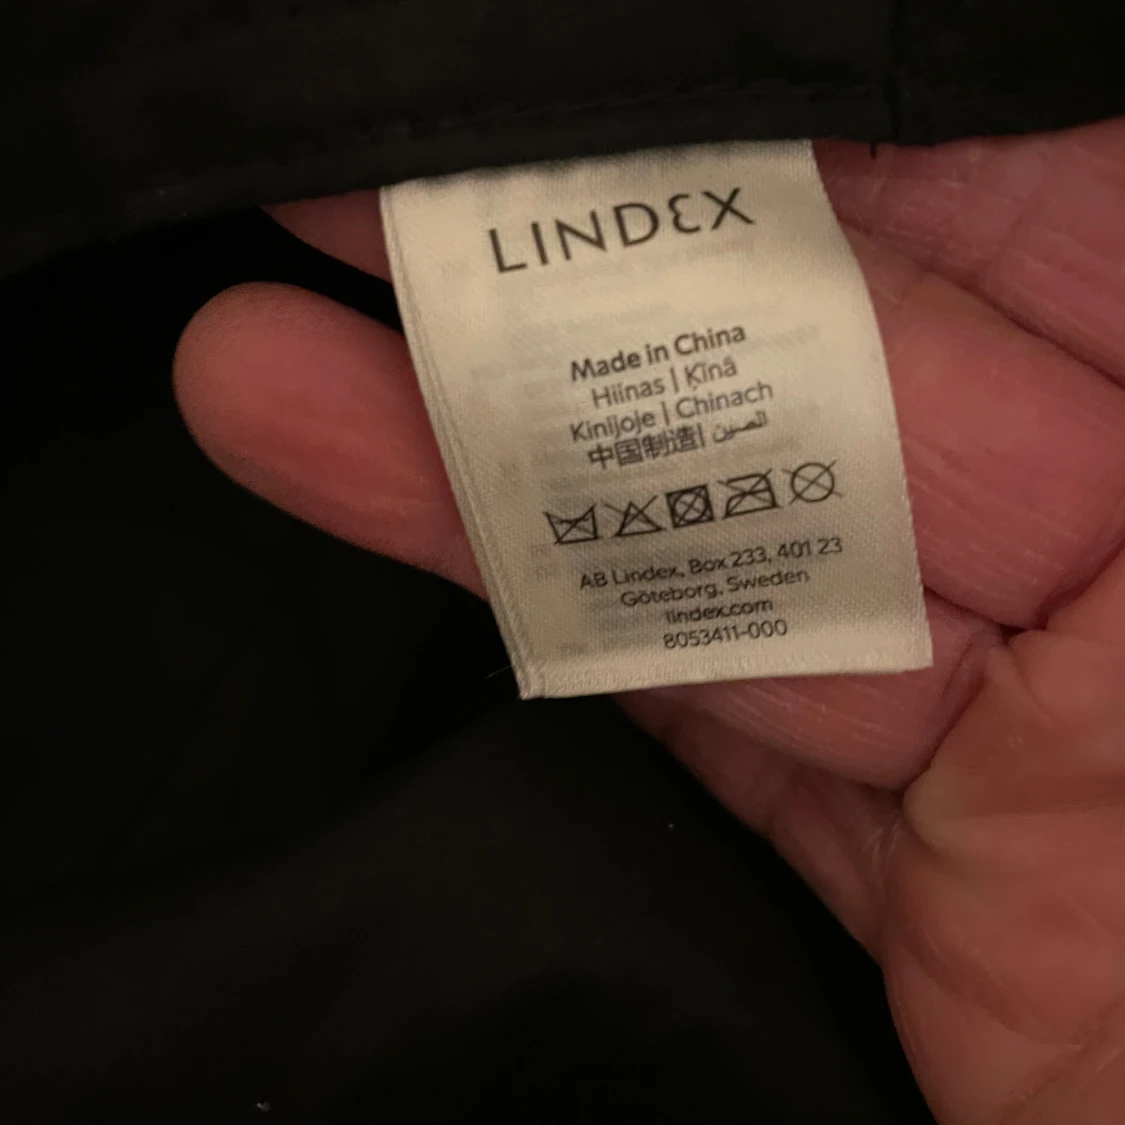 LINDEX
Made in China
Hiinas | Ķīnā
Kinijoje | Chinach
中国制造| الصين
AB Lindex, Box 233, 401 23
Göteborg, Sweden
lindex.com
8053411-000